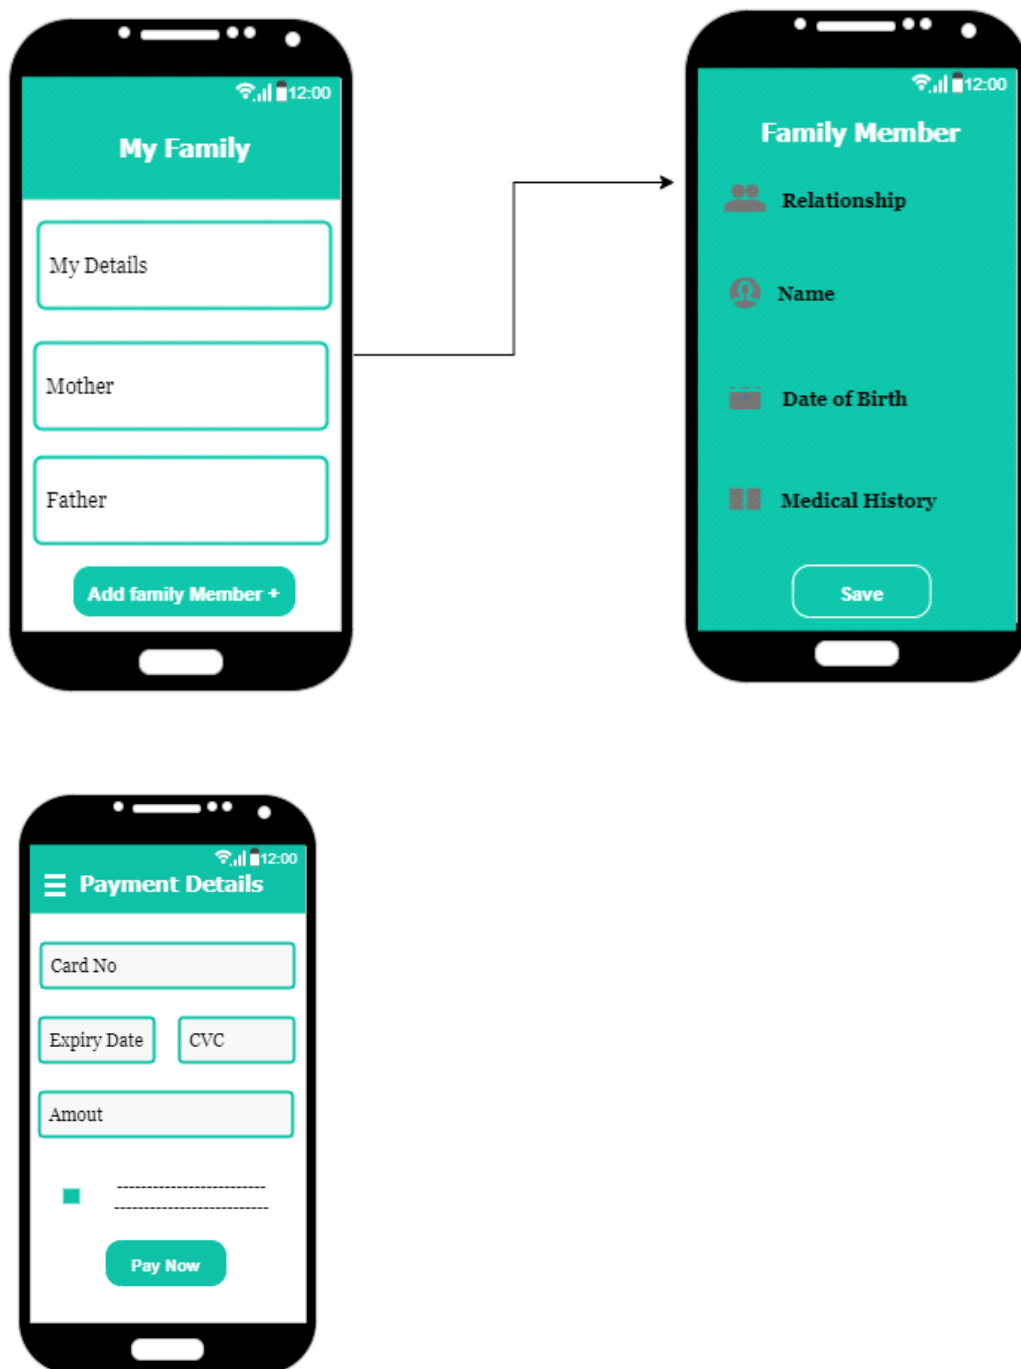 12:00
My Family
My Details
Mother
Father
Add family Member +
12:00
Family Member
Relationship
Name
Date of Birth
Medical History
Save
12:00
Payment Details
Card No
Expiry Date
CVC
Amout
Pay Now